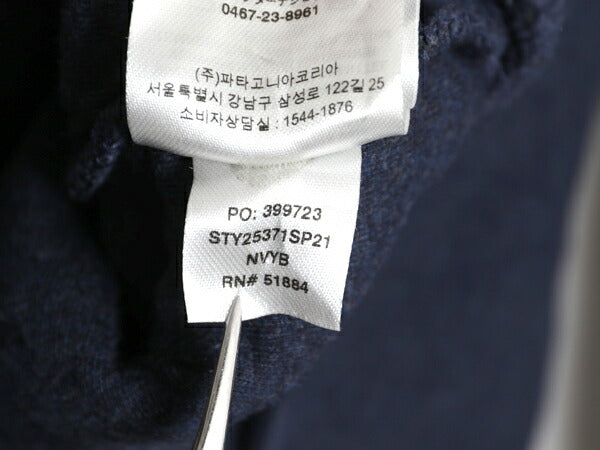 0467-23-8961
(주)파타고니아코리아
서울특별시 강남구 삼성로 122길 25
소비자상담실 : 1544-1876
PO: 399723
STY25371SP21
NVYB
RN# 51884